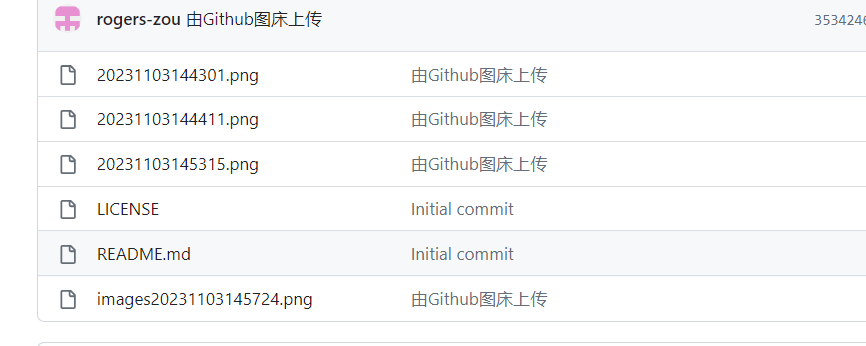 rogers-zou 由Github图床上传 353424
20231103144301.png 由Github图床上传
20231103144411.png 由Github图床上传
20231103145315.png 由Github图床上传
LICENSE Initial commit
README.md Initial commit
images20231103145724.png 由Github图床上传